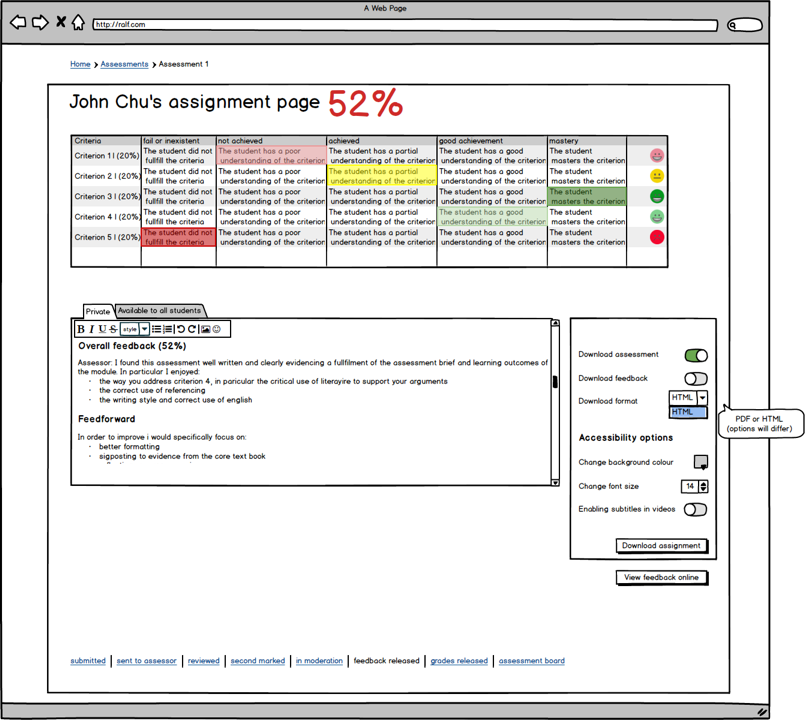 A Web Page
http://ralf.com
Home > Assessments > Assessment 1
John Chu's assignment page 52%
Criteria fail or inexistent not achieved achieved good achievement mastery
Criterion 1 | (20%) The student did not fullfill the criteria The student has a poor understanding of the criterion The student has a partial understanding of the criterion The student has a good understanding of the criterion The student masters the criterion
Criterion 2 | (20%) The student did not fullfill the criteria The student has a poor understanding of the criterion The student has a partial understanding of the criterion The student has a good understanding of the criterion The student masters the criterion
Criterion 3 | (20%) The student did not fullfill the criteria The student has a poor understanding of the criterion The student has a partial understanding of the criterion The student has a good understanding of the criterion The student masters the criterion
Criterion 4 | (20%) The student did not fullfill the criteria The student has a poor understanding of the criterion The student has a partial understanding of the criterion The student has a good understanding of the criterion The student masters the criterion
Criterion 5 | (20%) The student did not fullfill the criteria The student has a poor understanding of the criterion The student has a partial understanding of the criterion The student has a good understanding of the criterion The student masters the criterion
Private Available to all students
B I U S style
Overall feedback (52%)
Assessor: I found this assessment well written and clearly evidencing a fullfilment of the assessment brief and learning outcomes of
the module. In particular I enjoyed:
· the way you address criterion 4, in paricular the critical use of literayire to support your arguments
· the correct use of referencing
· the writing style and correct use of english
Feedforward
In order to improve i would specifically focus on:
· better formatting
· sigposting to evidence from the core text book
Download assessment
Download feedback
Download format HTML
HTML
PDF or HTML
(options will differ)
Accessibility options
Change background colour
Change font size 14
Enabling subtitles in videos
Download assignment
View feedback online
submitted | sent to assessor | reviewed | second marked | in moderation | feedback released | grades released | assessment board